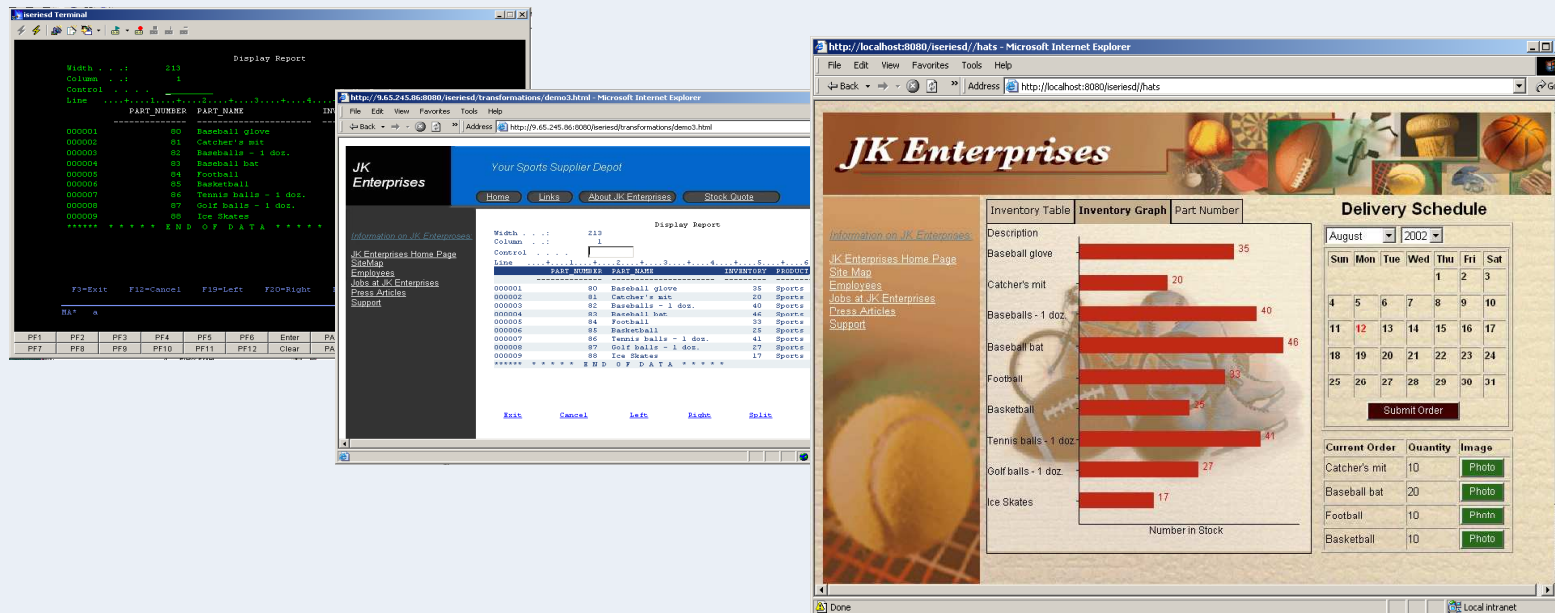 iseriesd Terminal
Display Report
Width . . .: 213
Column . .: 1
Control . . . .
Line ....+....1....+....2....+....3....+....4
PART_NUMBER PART_NAME
000001 80 Baseball glove
000002 81 Catcher's mit
000003 82 Baseballs - 1 doz.
000004 83 Baseball bat
000005 84 Football
000006 85 Basketball
000007 86 Tennis balls - 1 doz.
000008 87 Golf balls - 1 doz.
000009 88 Ice Skates
****** * * * * * E N D O F D A T A * * * * *
F3=Exit F12=Cancel F19=Left F20=Right
MA* a
PF1 PF2 PF3 PF4 PF5 PF6 Enter PA
PF7 PF8 PF9 PF10 PF11 PF12 Clear PA
http://9.65.245.86:8080/iseriesd/transformations/demo3.html - Microsoft Internet Explorer
File Edit View Favorites Tools Help
Back Address http://9.65.245.86:8080/iseriesd/transformations/demo3.html
JK Enterprises
Your Sports Supplier Depot
Home Links About JK Enterprises Stock Quote
Information on JK Enterprises:
JK Enterprises Home Page
SiteMap
Employees
Jobs at JK Enterprises
Press Articles
Support
Display Report
Width . . .: 213
Column . .: 1
Control . . . .
Line ....+....1....+....2....+....3....+....4....+....5....+....6
PART_NUMBER PART_NAME INVENTORY PRODUCT
000001 80 Baseball glove 35 Sports
000002 81 Catcher's mit 20 Sports
000003 82 Baseballs - 1 doz. 40 Sports
000004 83 Baseball bat 46 Sports
000005 84 Football 33 Sports
000006 85 Basketball 25 Sports
000007 86 Tennis balls - 1 doz. 41 Sports
000008 87 Golf balls - 1 doz. 27 Sports
000009 88 Ice Skates 17 Sports
****** * * * * * E N D O F D A T A * * * * *
Exit Cancel Left Right Split
http://localhost:8080/iseriesd//hats - Microsoft Internet Explorer
File Edit View Favorites Tools Help
Back Address http://localhost:8080/iseriesd//hats
JK Enterprises
Information on JK Enterprises:
JK Enterprises Home Page
Site Map
Employees
Jobs at JK Enterprises
Press Articles
Support
Inventory Table Inventory Graph Part Number
Description
Baseball glove 35
Catcher's mit 20
Baseballs - 1 doz. 40
Baseball bat 46
Football 33
Basketball 25
Tennis balls - 1 doz. 41
Golf balls - 1 doz. 27
Ice Skates 17
Number in Stock
Delivery Schedule
August 2002
Sun Mon Tue Wed Thu Fri Sat
1 2 3
4 5 6 7 8 9 10
11 12 13 14 15 16 17
18 19 20 21 22 23 24
25 26 27 28 29 30 31
Submit Order
Current Order Quantity Image
Catcher's mit 10 Photo
Baseball bat 20 Photo
Football 10 Photo
Basketball 10 Photo
Done Local intranet